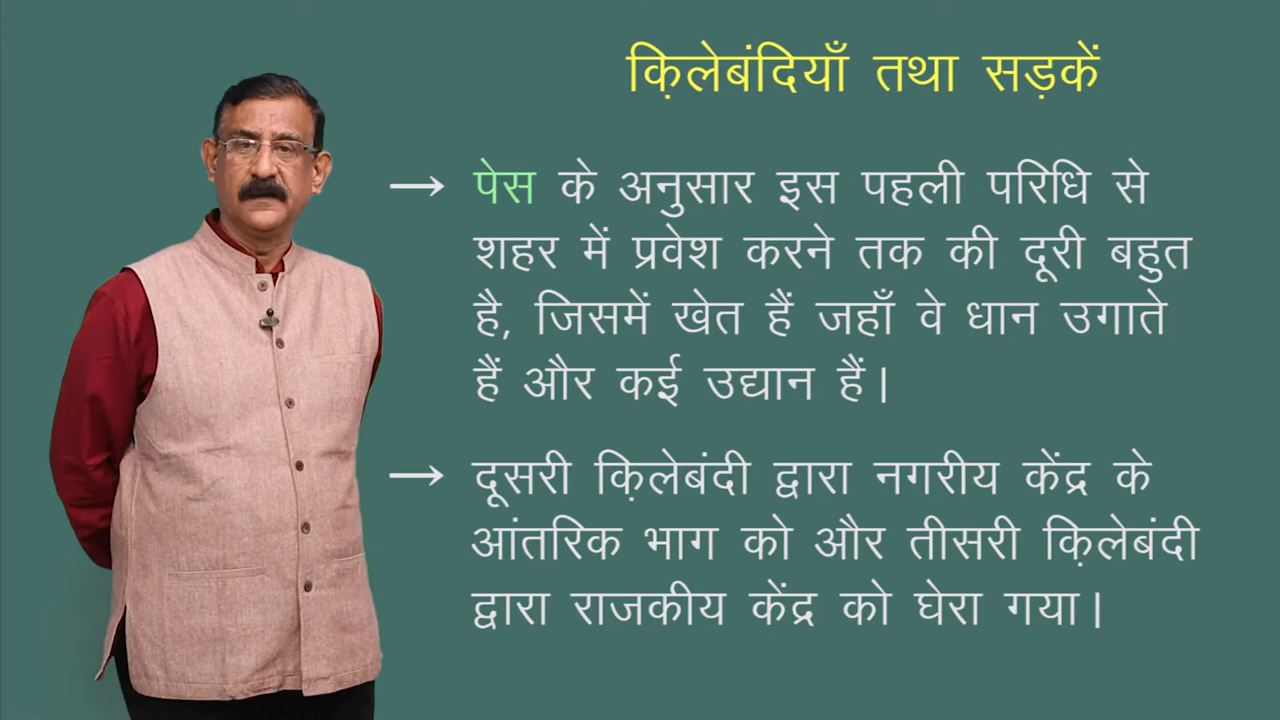 क़िलेबंदियाँ तथा सड़कें
→ पेस के अनुसार इस पहली परिधि से
शहर में प्रवेश करने तक की दूरी बहुत
है, जिसमें खेत हैं जहाँ वे धान उगाते
हैं और कई उद्यान हैं।
→ दूसरी क़िलेबंदी द्वारा नगरीय केंद्र के
आंतरिक भाग को और तीसरी क़िलेबंदी
द्वारा राजकीय केंद्र को घेरा गया।